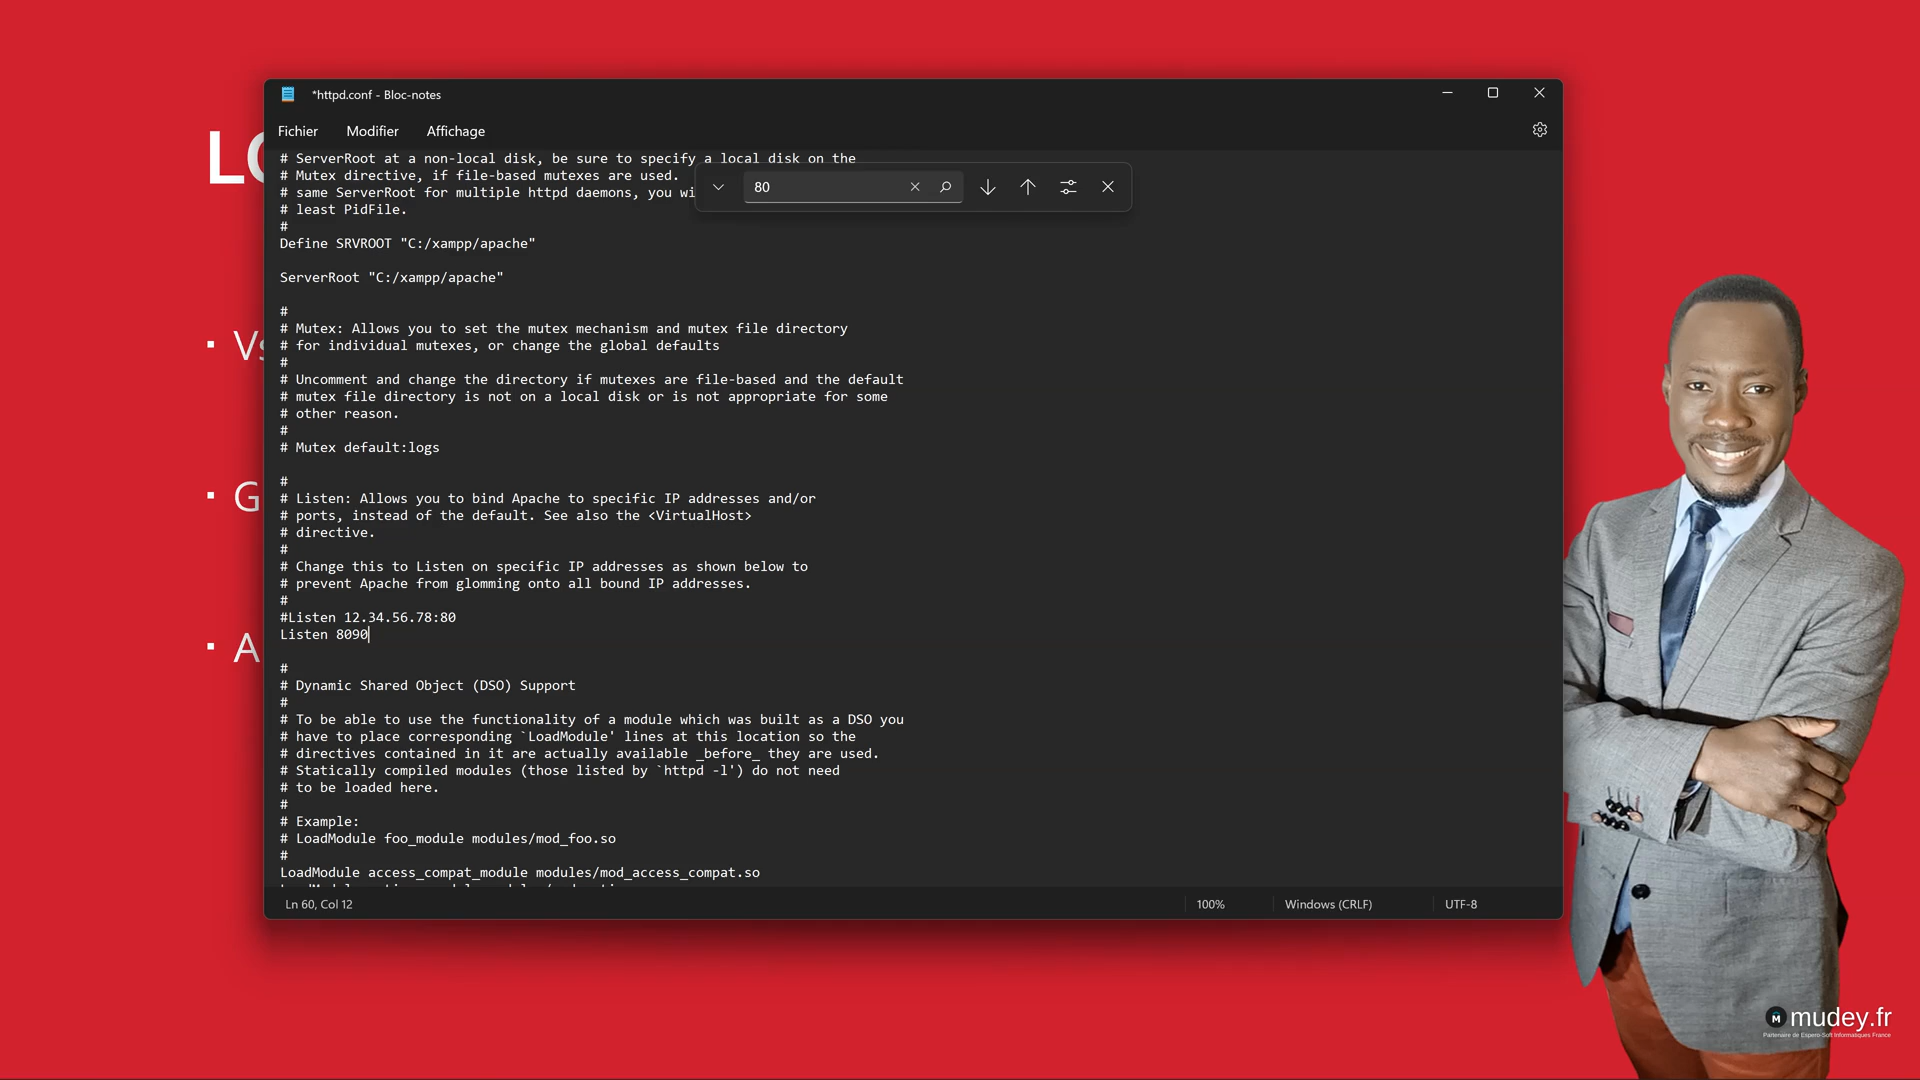 *httpd.conf - Bloc-notes
Fichier Modifier Affichage
# ServerRoot at a non-local disk, be sure to specify a local disk on the
# Mutex directive, if file-based mutexes are used.
# same ServerRoot for multiple httpd daemons, you wi
80
# least PidFile.
#
Define SRVROOT "C:/xampp/apache"
ServerRoot "C:/xampp/apache"
#
# Mutex: Allows you to set the mutex mechanism and mutex file directory
# for individual mutexes, or change the global defaults
#
# Uncomment and change the directory if mutexes are file-based and the default
# mutex file directory is not on a local disk or is not appropriate for some
# other reason.
#
# Mutex default:logs
#
# Listen: Allows you to bind Apache to specific IP addresses and/or
# ports, instead of the default. See also the <VirtualHost>
# directive.
#
# Change this to Listen on specific IP addresses as shown below to
# prevent Apache from glomming onto all bound IP addresses.
#
#Listen 12.34.56.78:80
Listen 8090
#
# Dynamic Shared Object (DSO) Support
#
# To be able to use the functionality of a module which was built as a DSO you
# have to place corresponding `LoadModule' lines at this location so the
# directives contained in it are actually available _before_ they are used.
# Statically compiled modules (those listed by `httpd -l') do not need
# to be loaded here.
#
# Example:
# LoadModule foo_module modules/mod_foo.so
#
LoadModule access_compat_module modules/mod_access_compat.so
Ln 60, Col 12
100%
Windows (CRLF)
UTF-8
mudey.fr
Partenaire de Espero-Soft Informatiques France